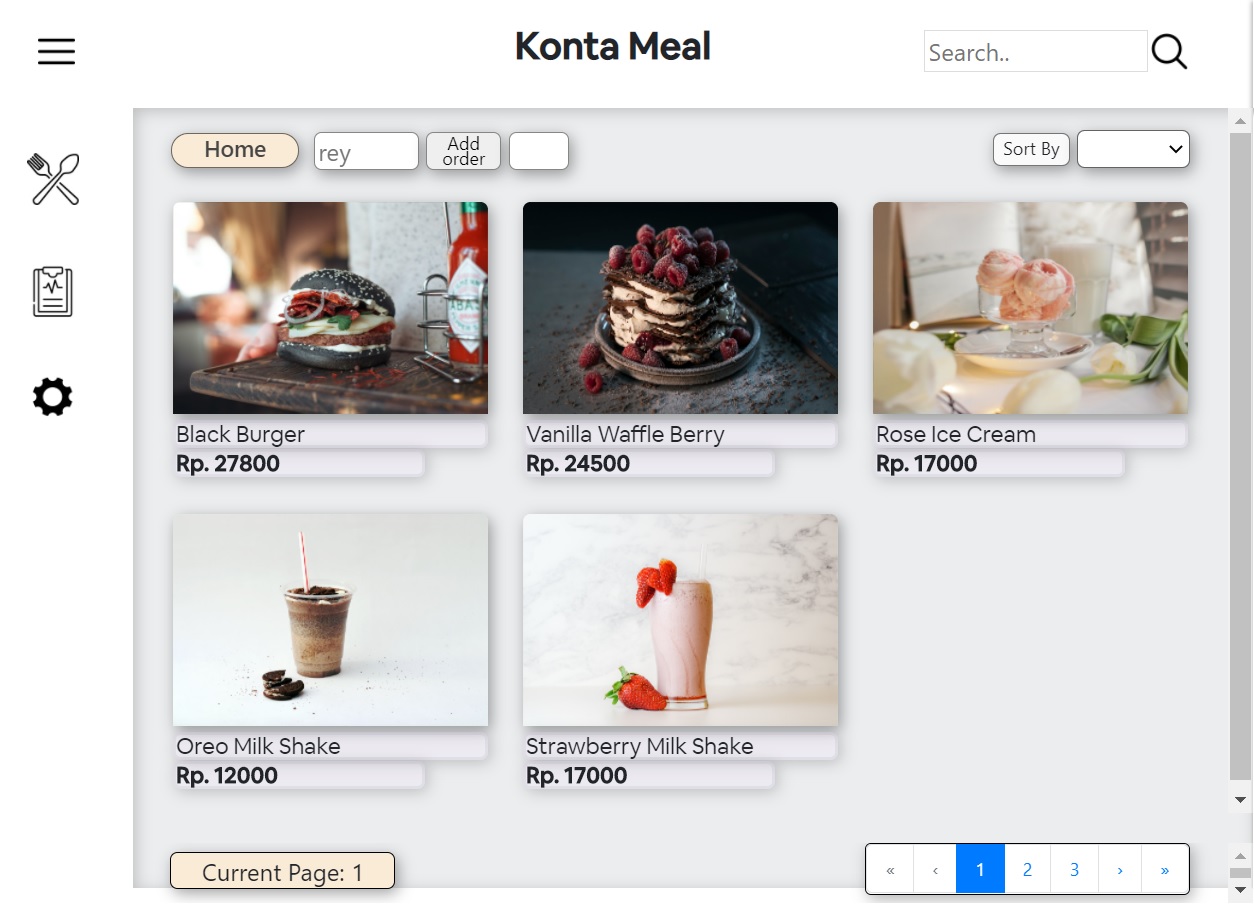 Konta Meal
Search..
Home
rey
Add
order
Sort By
Black Burger
Rp. 27800
Vanilla Waffle Berry
Rp. 24500
Rose Ice Cream
Rp. 17000
Oreo Milk Shake
Rp. 12000
Strawberry Milk Shake
Rp. 17000
Current Page: 1
« ‹ 1 2 3 › »